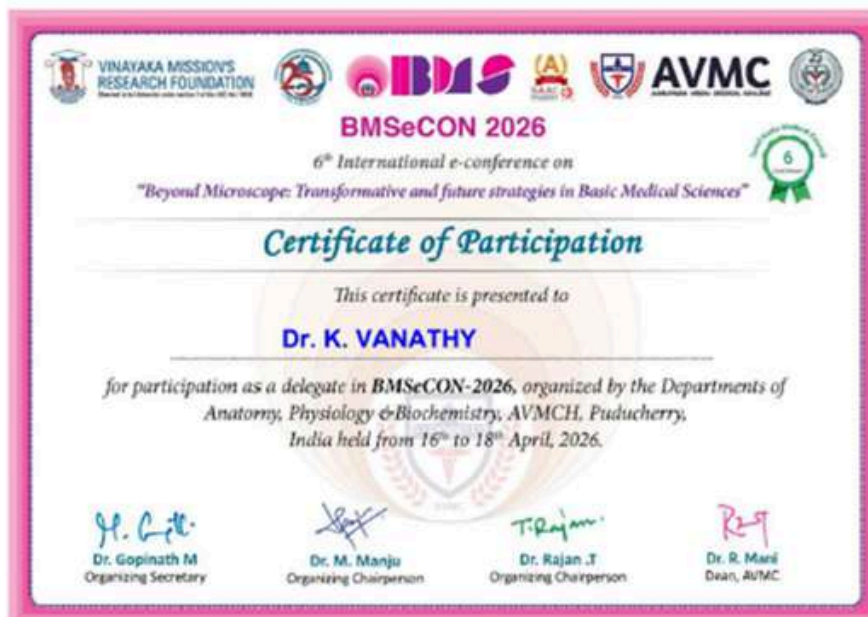 VINAYAKA MISSION'S
RESEARCH FOUNDATION
25
IBMS
AVMC
BMSeCON 2026
6th International e-conference on
"Beyond Microscope: Transformative and future strategies in Basic Medical Sciences"
6
Certificate of Participation
This certificate is presented to
Dr. K. VANATHY
for participation as a delegate in BMSeCON-2026, organized by the Departments of
Anatomy, Physiology & Biochemistry, AVMCH, Puducherry,
India held from 16th to 18th April, 2026.
T. Rajan.
Dr. Gopinath M
Organizing Secretary
Dr. M. Manju
Organizing Chairperson
Dr. Rajan .T
Organizing Chairperson
Dr. R. Mani
Dean, AVMC